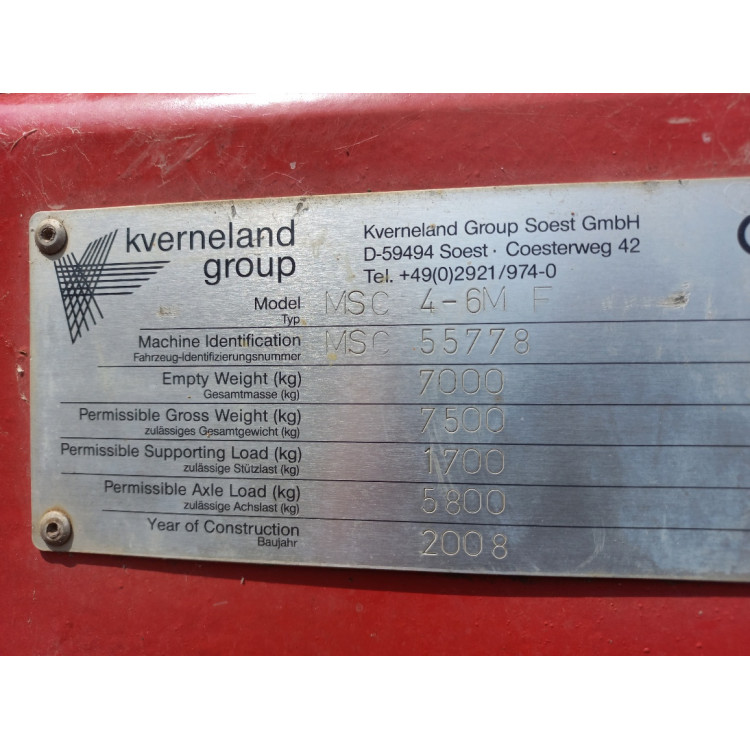 kverneland
group
Kverneland Group Soest GmbH
D-59494 Soest · Coesterweg 42
Tel. +49(0)2921/974-0
Model MSC 4-6M F
Typ
Machine Identification MSC 55778
Fahrzeug-Identifizierungsnummer
Empty Weight (kg) 7000
Gesamtmasse (kg)
Permissible Gross Weight (kg) 7500
zulässiges Gesamtgewicht (kg)
Permissible Supporting Load (kg) 1700
zulässige Stützlast (kg)
Permissible Axle Load (kg) 5800
zulässige Achslast (kg)
Year of Construction 2008
Baujahr